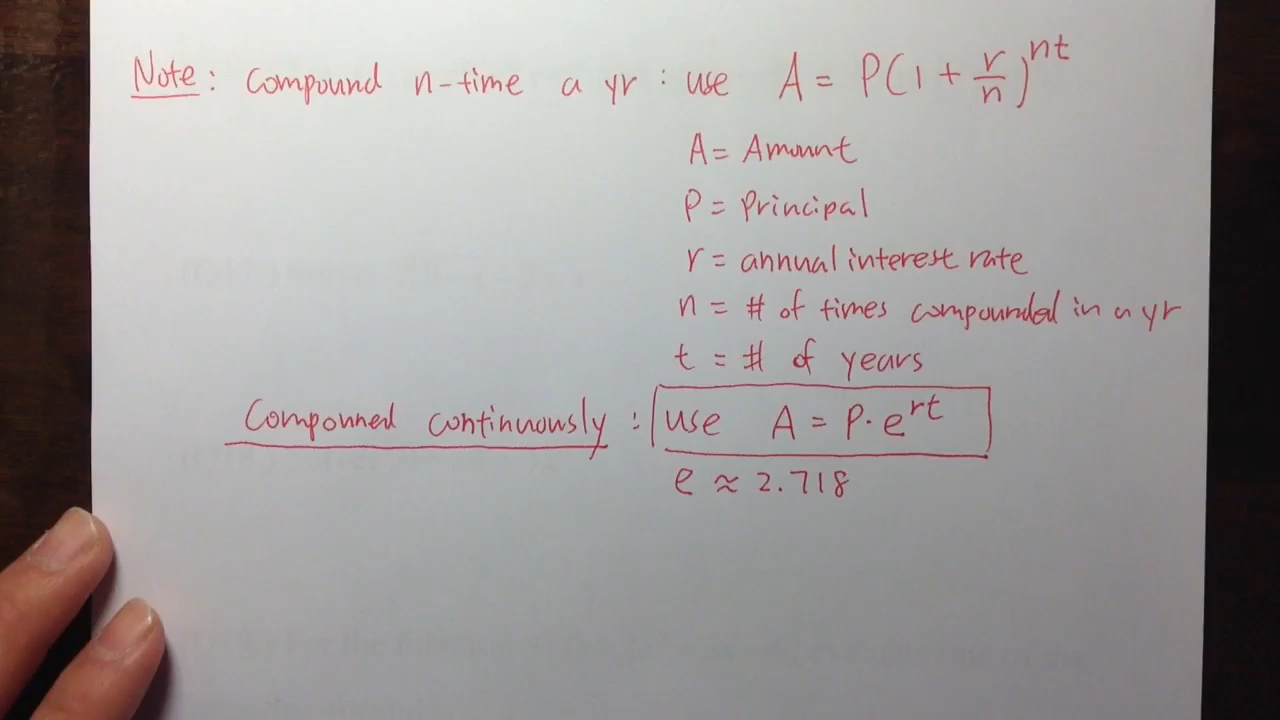 Note: Compound n-time a yr : use A = P(1 + r/n)^nt
A = Amount
P = Principal
r = annual interest rate
n = # of times compounded in a yr
t = # of years
Componned continuously : use A = P·e^rt
e ≈ 2.718